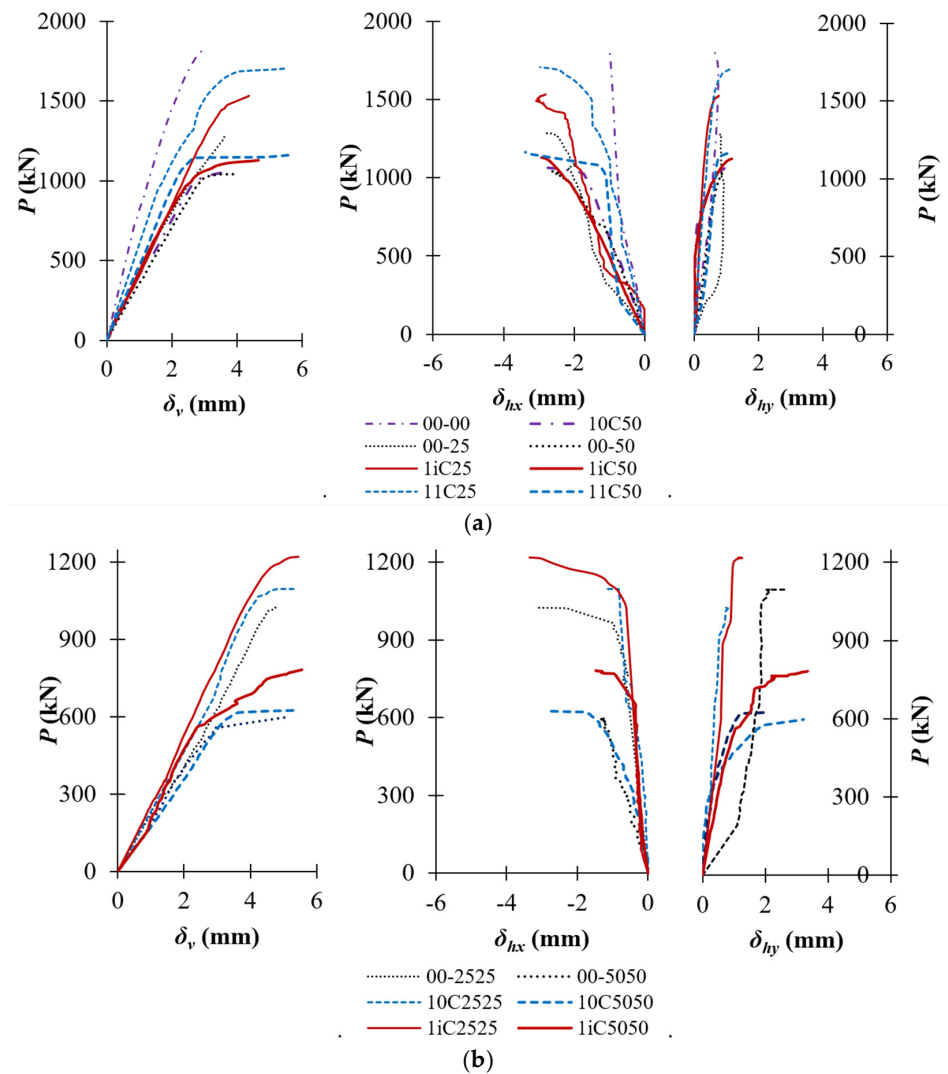 2000
1500
1000
500
0
P (kN)
0 2 4 6
δv (mm)
2000
1500
1000
500
0
P (kN)
-6 -4 -2 0
δhx (mm)
2000
1500
1000
500
0
P (kN)
0 2 4 6
δhy (mm)
00-00 10C50
00-25 00-50
1iC25 1iC50
11C25 11C50
. .
(a)
1200
900
600
300
0
P (kN)
0 2 4 6
δv (mm)
1200
900
600
300
0
P (kN)
-6 -4 -2 0
δhx (mm)
1200
900
600
300
0
P (kN)
0 2 4 6
δhy (mm)
00-2525 00-5050
10C2525 10C5050
1iC2525 1iC5050
. .
(b)